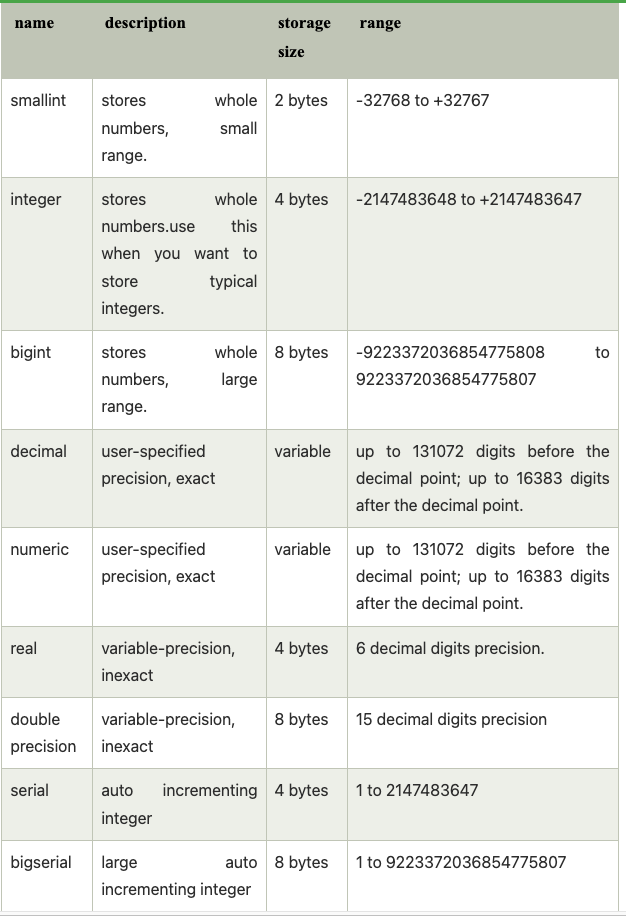 name description storage range
size
smallint stores whole 2 bytes -32768 to +32767
numbers, small
range.
integer stores whole 4 bytes -2147483648 to +2147483647
numbers.use this
when you want to
store typical
integers.
bigint stores whole 8 bytes -9223372036854775808 to
numbers, large 9223372036854775807
range.
decimal user-specified variable up to 131072 digits before the
precision, exact decimal point; up to 16383 digits
after the decimal point.
numeric user-specified variable up to 131072 digits before the
precision, exact decimal point; up to 16383 digits
after the decimal point.
real variable-precision, 4 bytes 6 decimal digits precision.
inexact
double variable-precision, 8 bytes 15 decimal digits precision
precision inexact
serial auto incrementing 4 bytes 1 to 2147483647
integer
bigserial large auto 8 bytes 1 to 9223372036854775807
incrementing integer